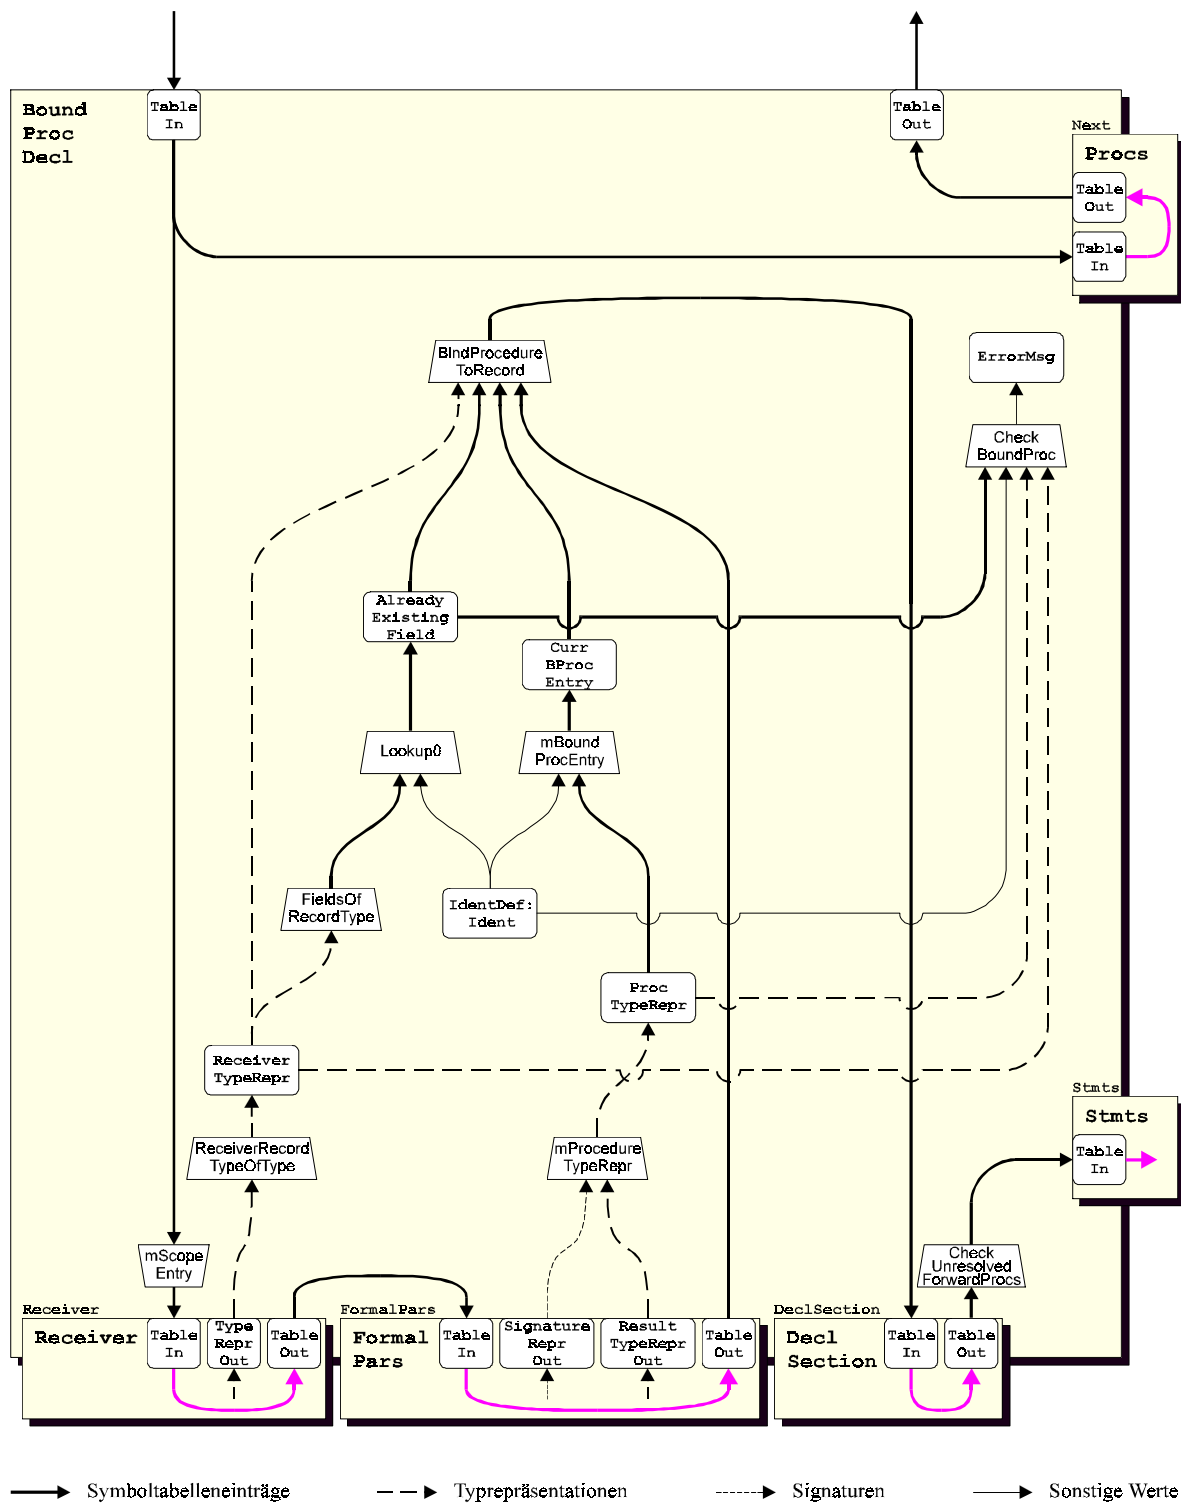 Bound
Proc
Decl
Table
In
Table
Out
Next
Procs
Table
Out
Table
In
BindProcedure
ToRecord
ErrorMsg
Check
BoundProc
Already
Existing
Field
Curr
BProc
Entry
Lookup0
mBound
ProcEntry
FieldsOf
RecordType
IdentDef:
Ident
Proc
TypeRepr
Receiver
TypeRepr
Stmts
Stmts
Table
In
ReceiverRecord
TypeOfType
mProcedure
TypeRepr
mScope
Entry
Check
Unresolved
ForwardProcs
Receiver
Receiver
Table
In
Type
Repr
Out
Table
Out
FormalPars
Formal
Pars
Table
In
Signature
Repr
Out
Result
TypeRepr
Out
Table
Out
DeclSection
Decl
Section
Table
In
Table
Out
Symboltabelleneinträge
Typrepräsentationen
Signaturen
Sonstige Werte